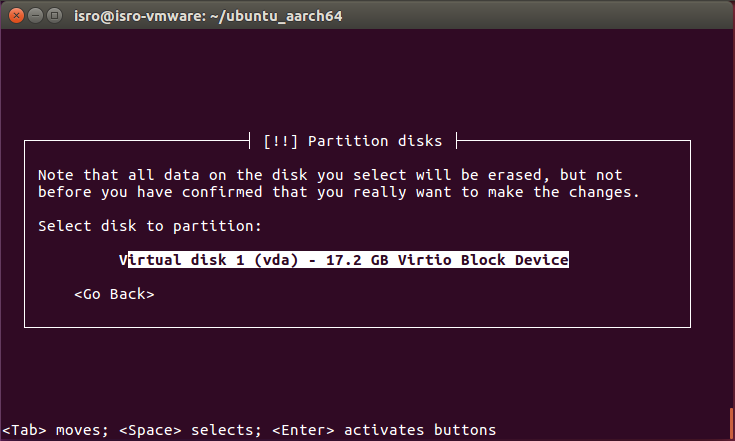 isro@isro-vmware: ~/ubuntu_aarch64
[!!] Partition disks
Note that all data on the disk you select will be erased, but not
before you have confirmed that you really want to make the changes.
Select disk to partition:
Virtual disk 1 (vda) - 17.2 GB Virtio Block Device
<Go Back>
<Tab> moves; <Space> selects; <Enter> activates buttons